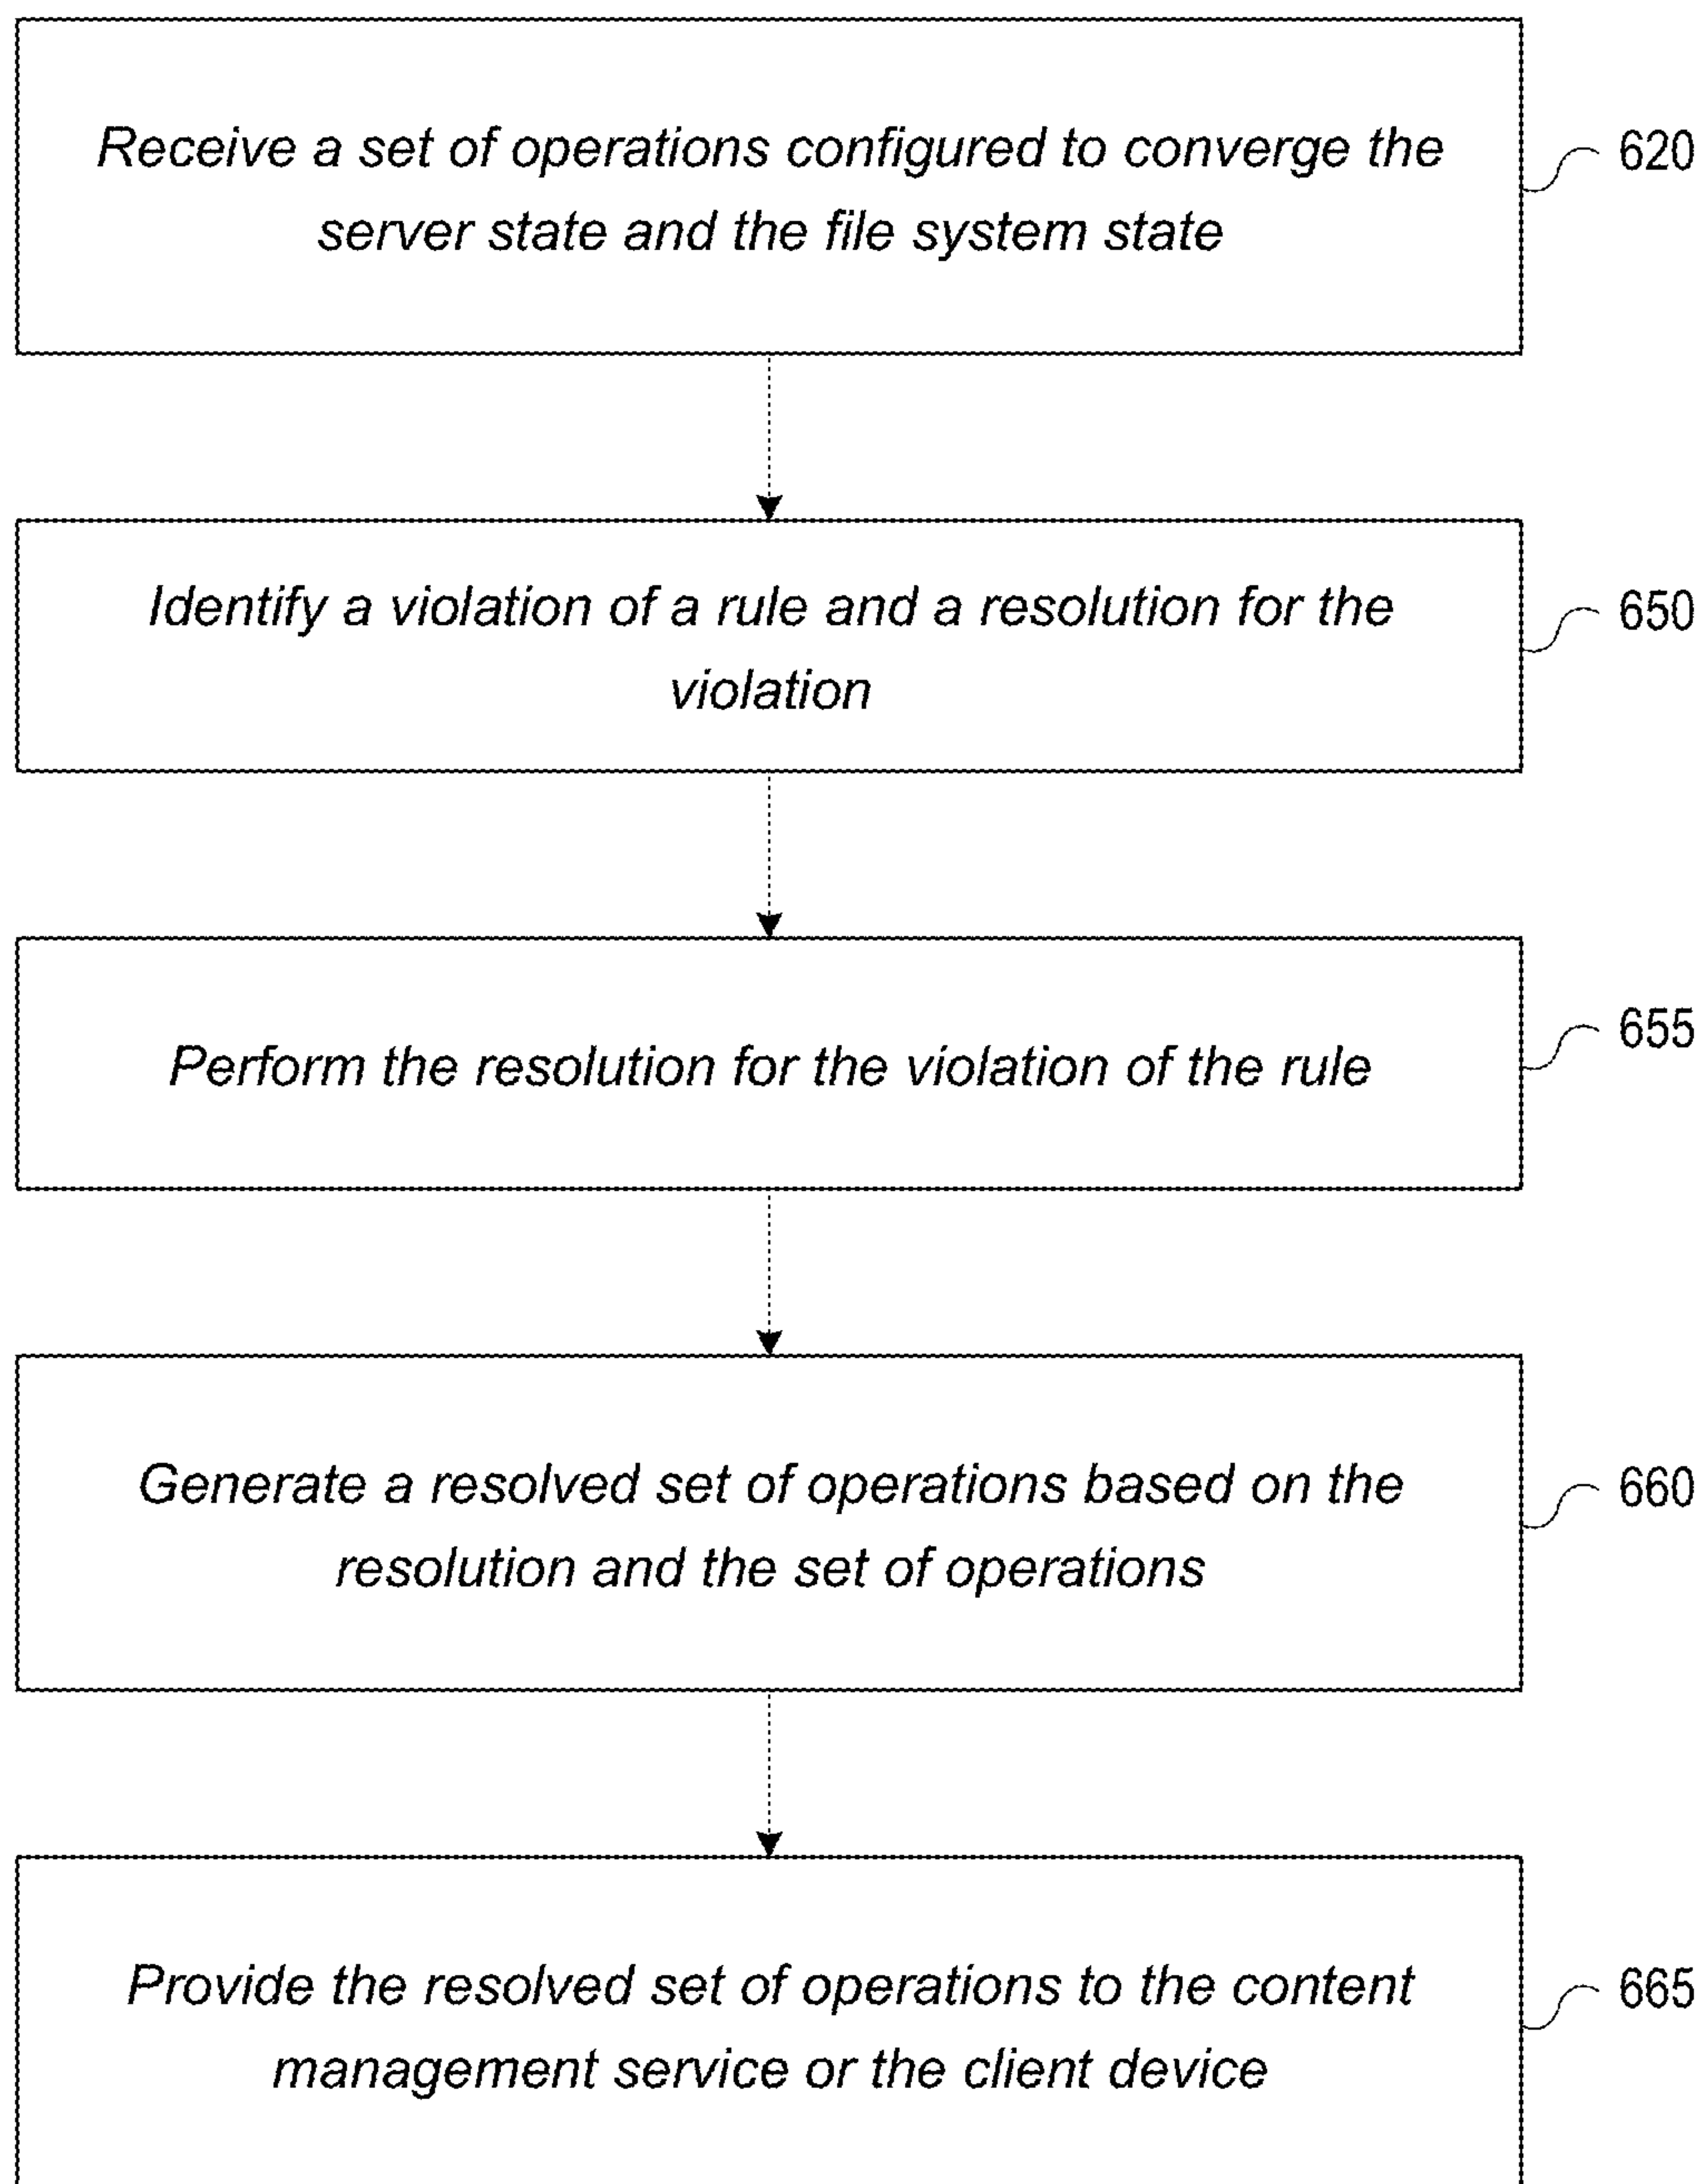 Receive a set of operations configured to converge the
server state and the file system state
620
Identify a violation of a rule and a resolution for the
violation
650
Perform the resolution for the violation of the rule
655
Generate a resolved set of operations based on the
resolution and the set of operations
660
Provide the resolved set of operations to the content
management service or the client device
665